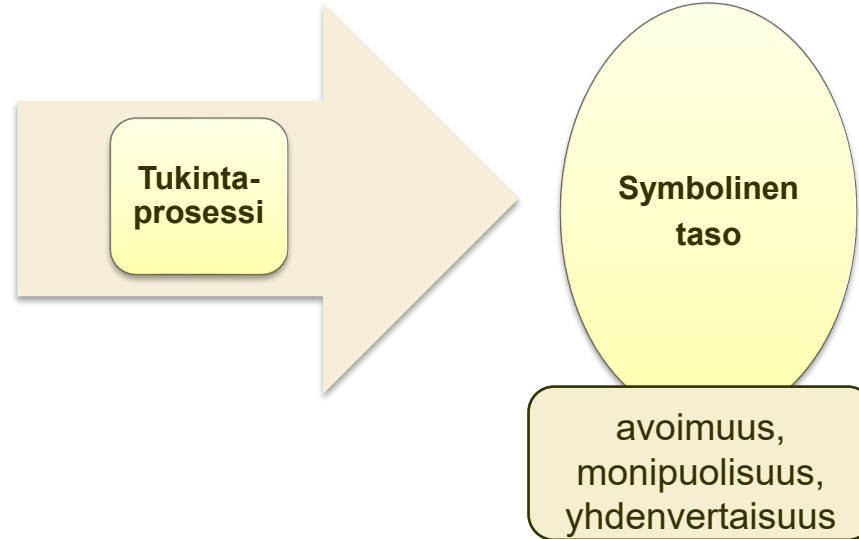 Tukinta-
prosessi
Symbolinen
taso
avoimuus,
monipuolisuus,
yhdenvertaisuus